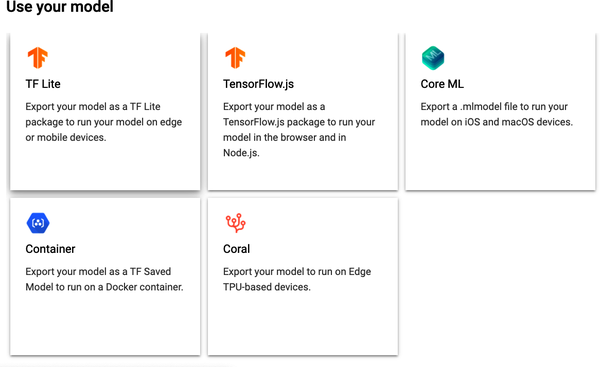 Use your model
TF Lite
Export your model as a TF Lite
package to run your model on edge
or mobile devices.
TensorFlow.js
Export your model as a
TensorFlow.js package to run your
model in the browser and in
Node.js.
ML
Core ML
Export a .mlmodel file to run your
model on iOS and macOS devices.
Container
Export your model as a TF Saved
Model to run on a Docker container.
Coral
Export your model to run on Edge
TPU-based devices.